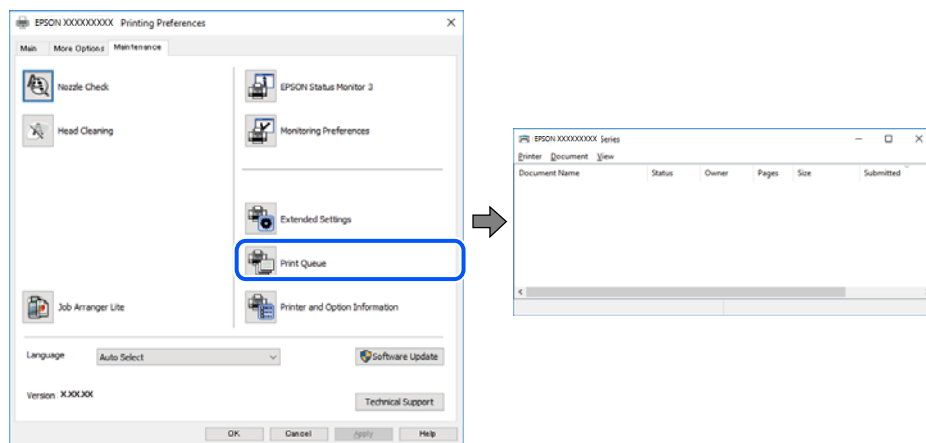 EPSON XXXXXXXXX Printing Preferences
Main More Options Maintenance
Nozzle Check
EPSON Status Monitor 3
Head Cleaning
Monitoring Preferences
Extended Settings
Print Queue
Job Arranger Lite
Printer and Option Information
Language Auto Select Software Update
Version X.XX.XX
Technical Support
OK Cancel Apply Help
EPSON XXXXXXXXX Series
Printer Document View
Document Name Status Owner Pages Size Submitted